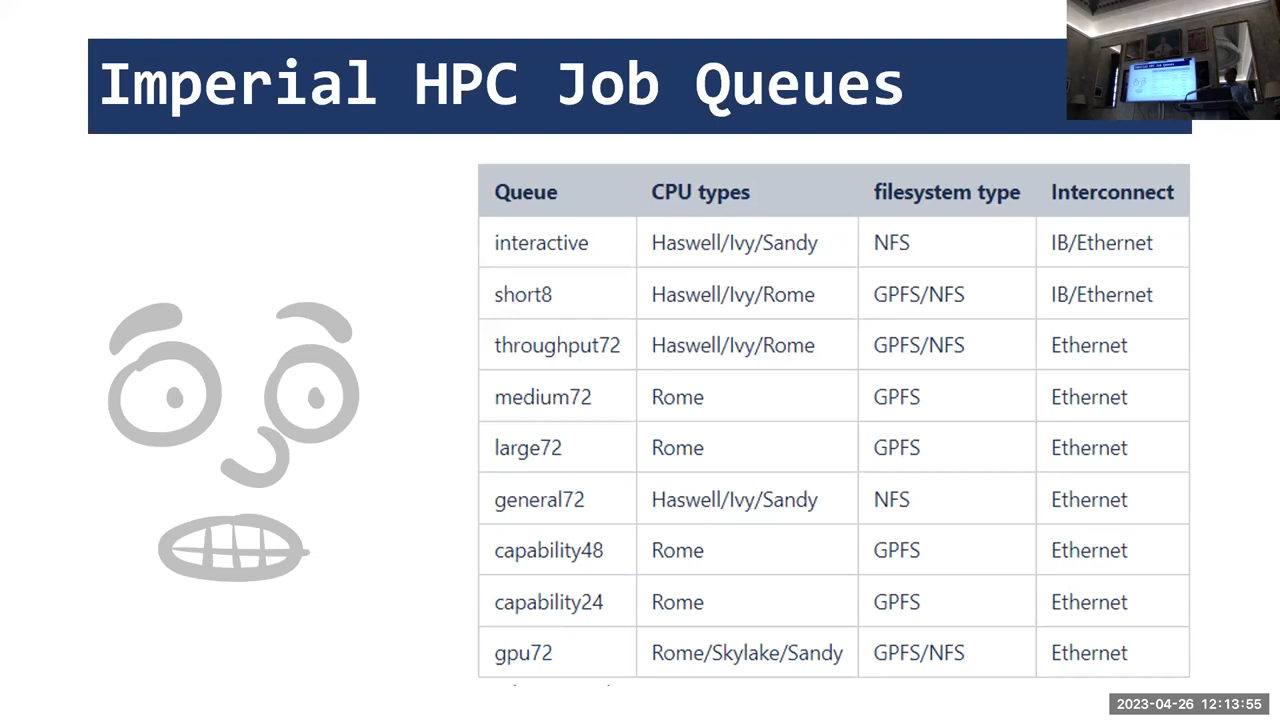 Imperial HPC Job Queues
Queue CPU types filesystem type Interconnect
interactive Haswell/Ivy/Sandy NFS IB/Ethernet
short8 Haswell/Ivy/Rome GPFS/NFS IB/Ethernet
throughput72 Haswell/Ivy/Rome GPFS/NFS Ethernet
medium72 Rome GPFS Ethernet
large72 Rome GPFS Ethernet
general72 Haswell/Ivy/Sandy NFS Ethernet
capability48 Rome GPFS Ethernet
capability24 Rome GPFS Ethernet
gpu72 Rome/Skylake/Sandy GPFS/NFS Ethernet
2023-04-26 12:13:55